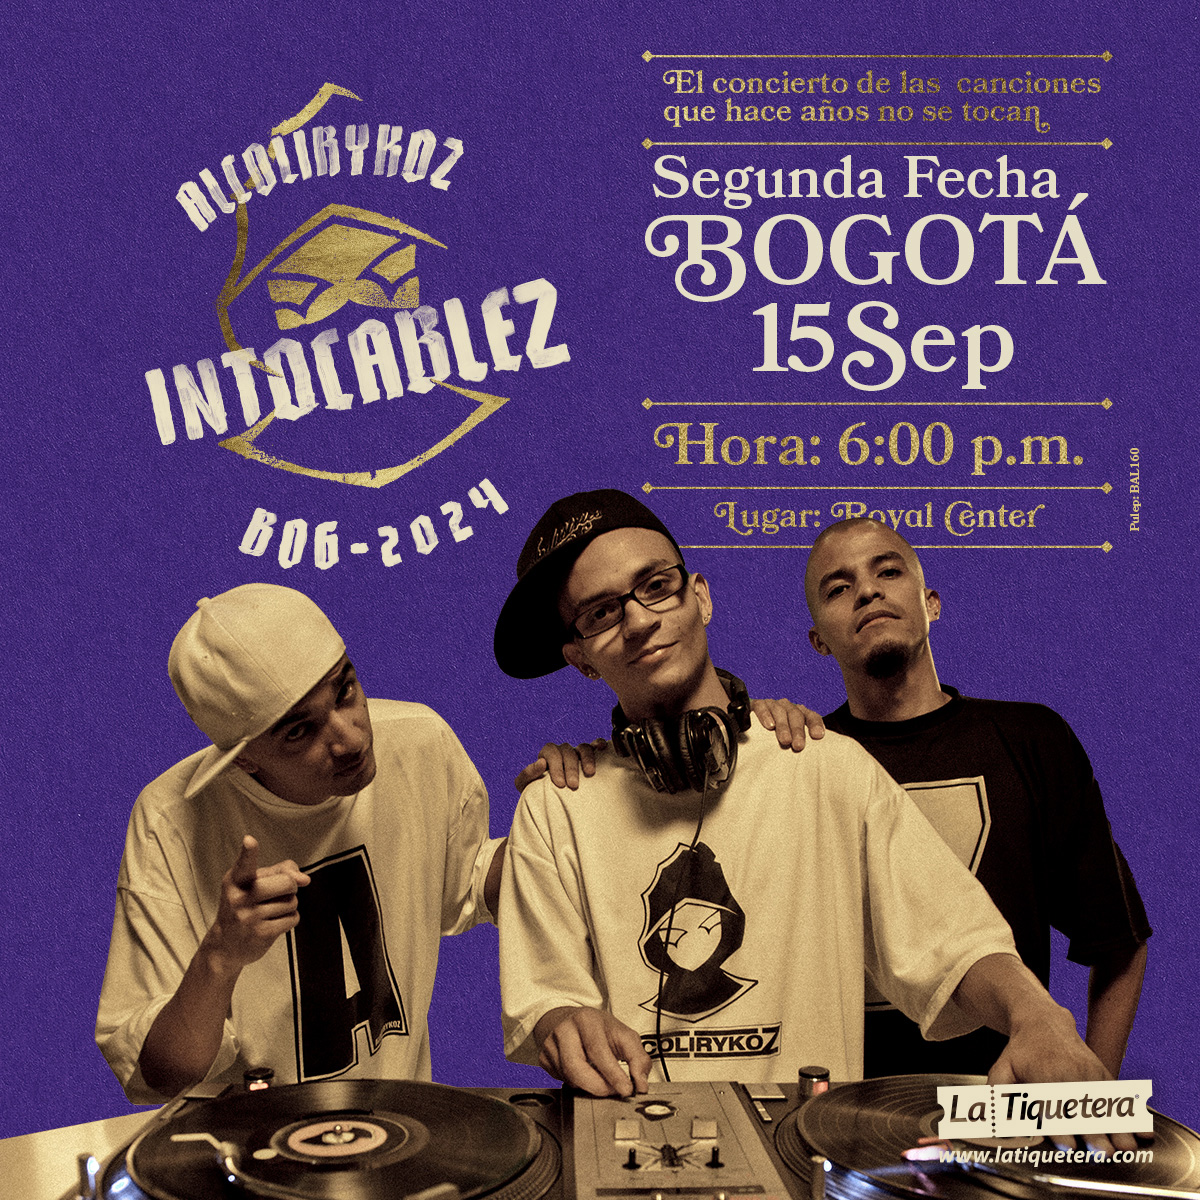 ALCOLIRYKOZ
INTOCABLEZ
BOG-2024
El concierto de las canciones
que hace años no se tocan
Segunda Fecha
BOGOTÁ
15 Sep
Hora: 6:00 p.m.
Lugar: Royal Center
Pulep: BAL160
A
RYKOZ
COLIRYKOZ
La Tiquetera
www.latiquetera.com